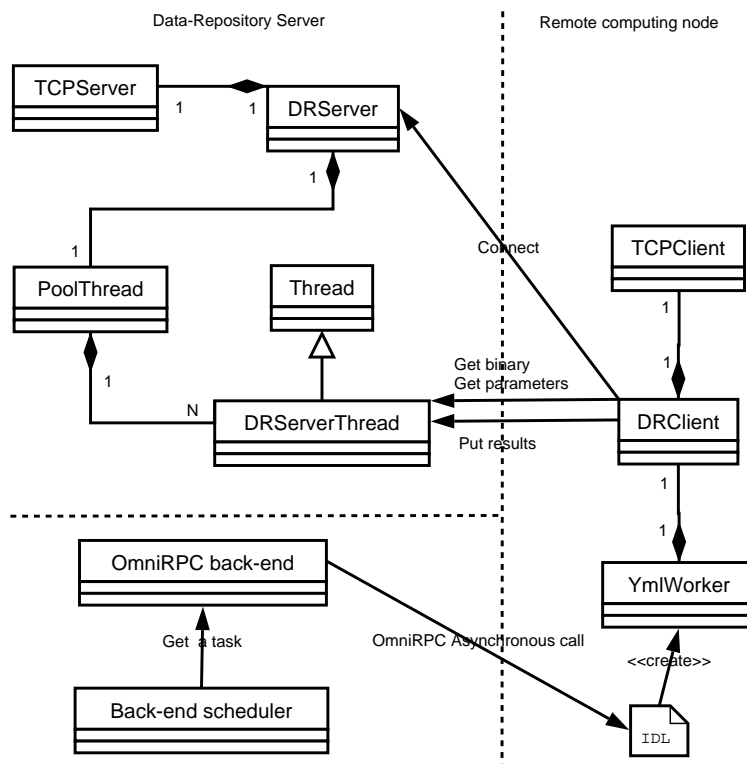 Data-Repository Server
Remote computing node
TCPServer
1
1
DRServer
1
Connect
TCPClient
1
1
PoolThread
Thread
1
N
Get binary
Get parameters
DRServerThread
Put results
1
DRClient
1
1
OmniRPC back-end
YmlWorker
Get a task
OmniRPC Asynchronous call
<<create>>
Back-end scheduler
IDL